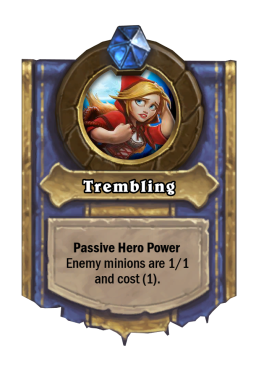 Trembling
Passive Hero Power
Enemy minions are 1/1
and cost (1).